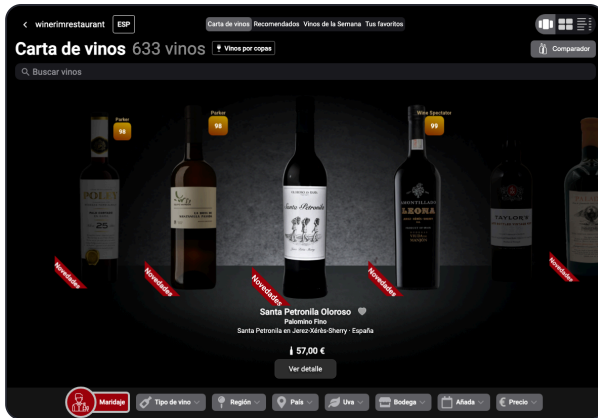 winerimrestaurant ESP
Carta de vinos Recomendados Vinos de la Semana Tus favoritos
Carta de vinos 633 vinos Vinos por copas
Comparador
Buscar vinos
Parker
98
Parker
98
Wine Spectator
99
POLEY
25
Santa Petronila
AMONTILLADO
LEONA
TAYLOR'S
Novedades
Novedades
Novedades
Novedades
Novedades
Santa Petronila Oloroso
Palomino Fino
Santa Petronila en Jerez-Xérès-Sherry · España
57,00 €
Ver detalle
Maridaje
Tipo de vino
Región
País
Uva
Bodega
Añada
Precio